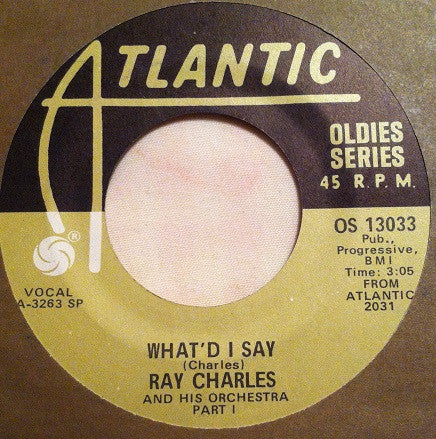 ATLANTIC
OLDIES
SERIES
45 R.P.M.
®
OS 13033
Pub.,
Progressive,
BMI
Time: 3:05
FROM
ATLANTIC
2031
VOCAL
A-3263 SP
WHAT'D I SAY
(Charles)
RAY CHARLES
AND HIS ORCHESTRA
PART I